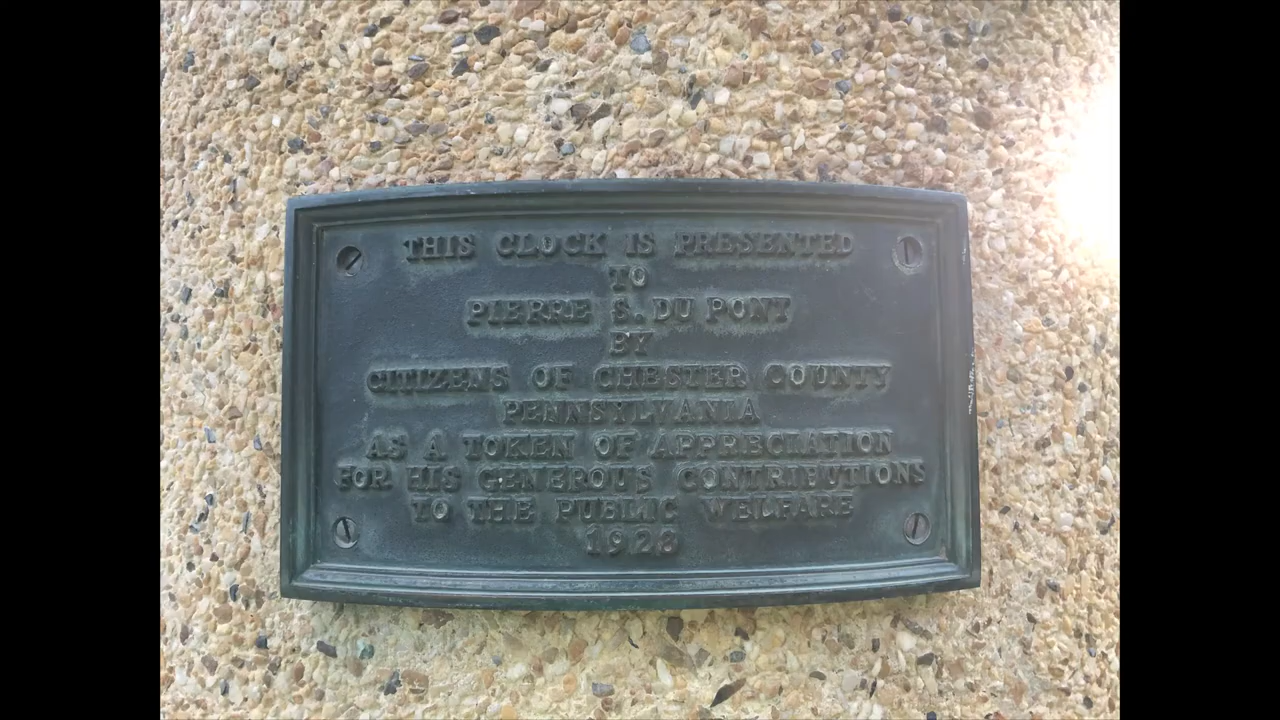 THIS CLOCK IS PRESENTED
TO
PIERRE S. DU PONT
BY
CITIZENS OF CHESTER COUNTY
PENNSYLVANIA
AS A TOKEN OF APPRECIATION
FOR HIS GENEROUS CONTRIBUTIONS
TO THE PUBLIC WELFARE
1928